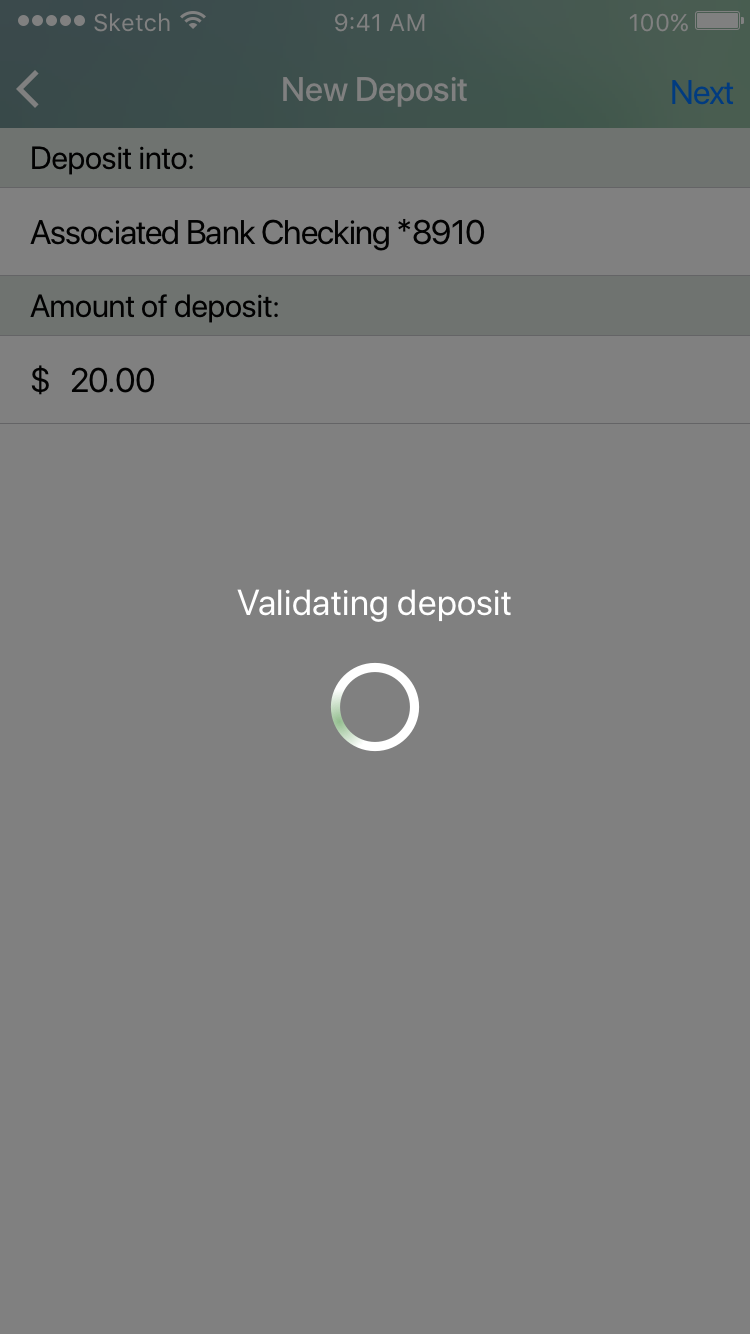 Sketch 9:41 AM 100%
New Deposit Next
Deposit into:
Associated Bank Checking *8910
Amount of deposit:
$ 20.00
Validating deposit